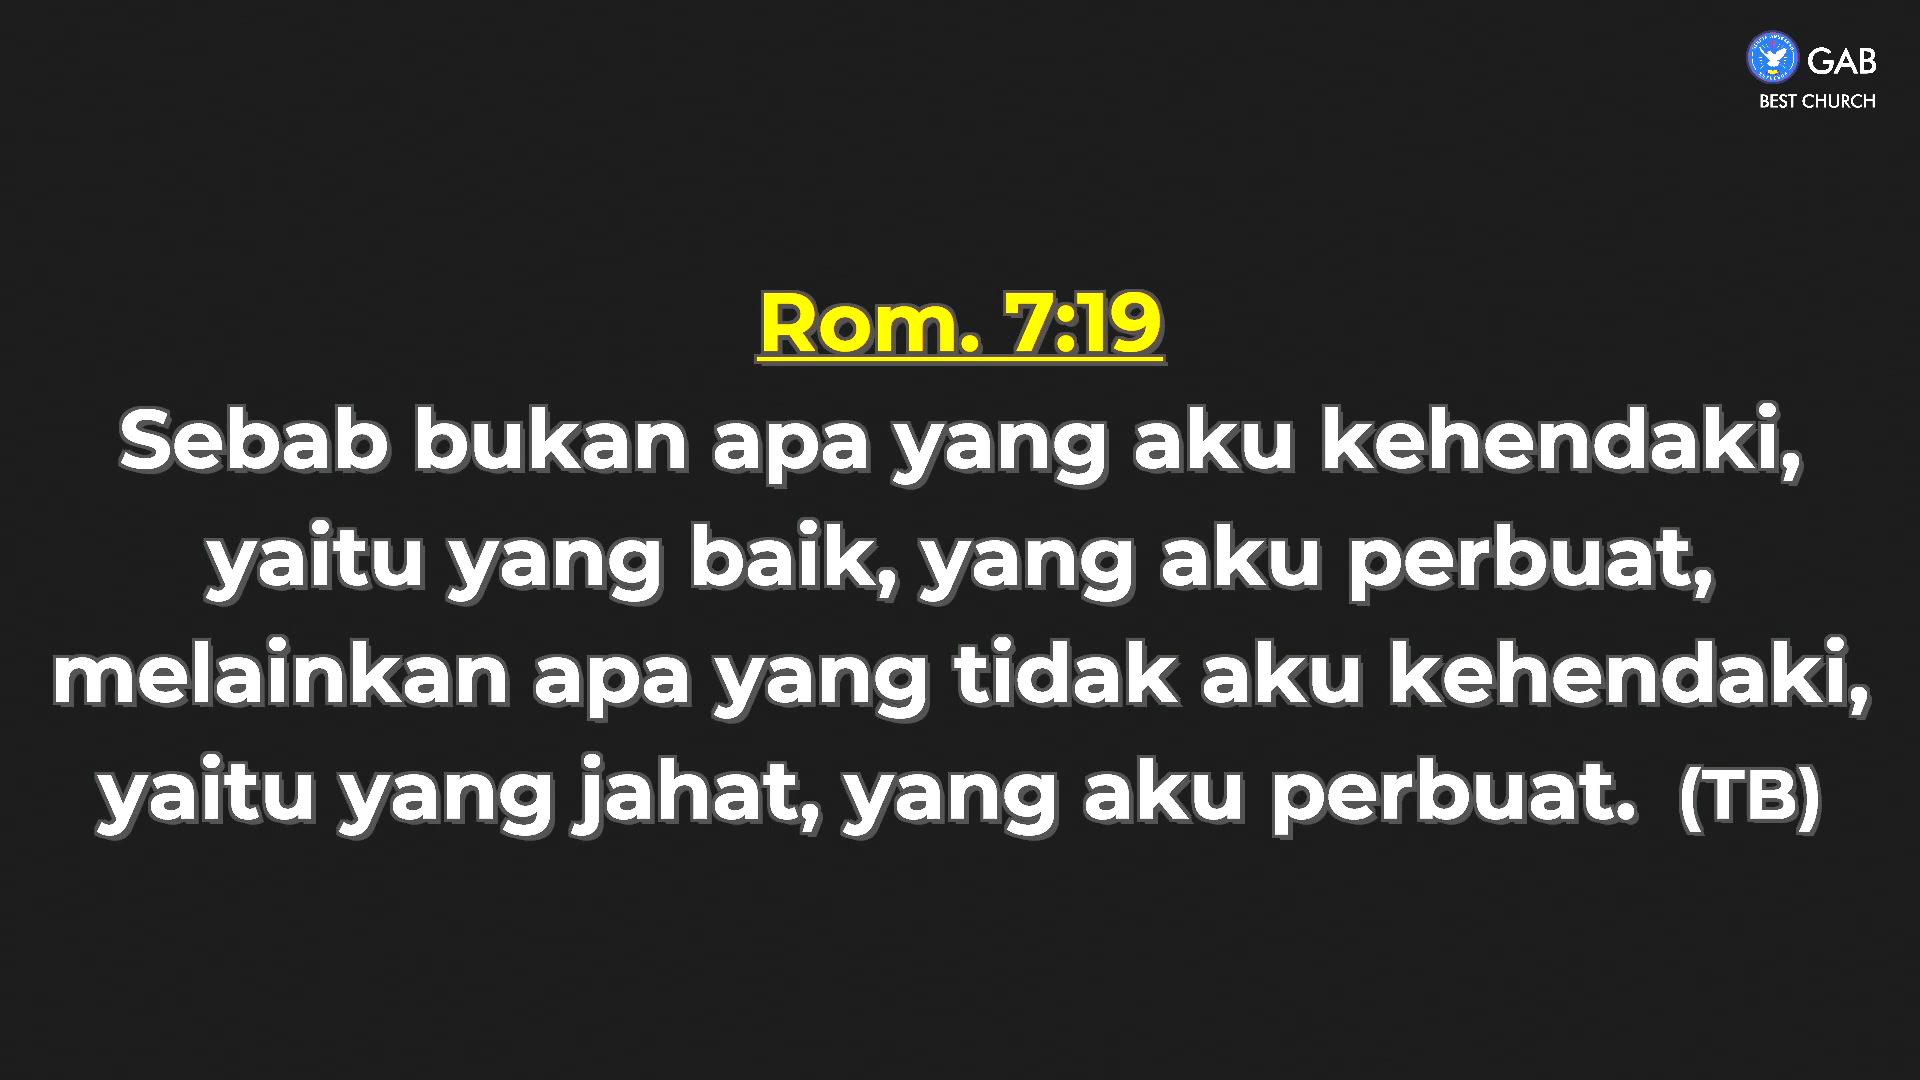 GAB
BEST CHURCH
Rom. 7:19
Sebab bukan apa yang aku kehendaki,
yaitu yang baik, yang aku perbuat,
melainkan apa yang tidak aku kehendaki,
yaitu yang jahat, yang aku perbuat. (TB)